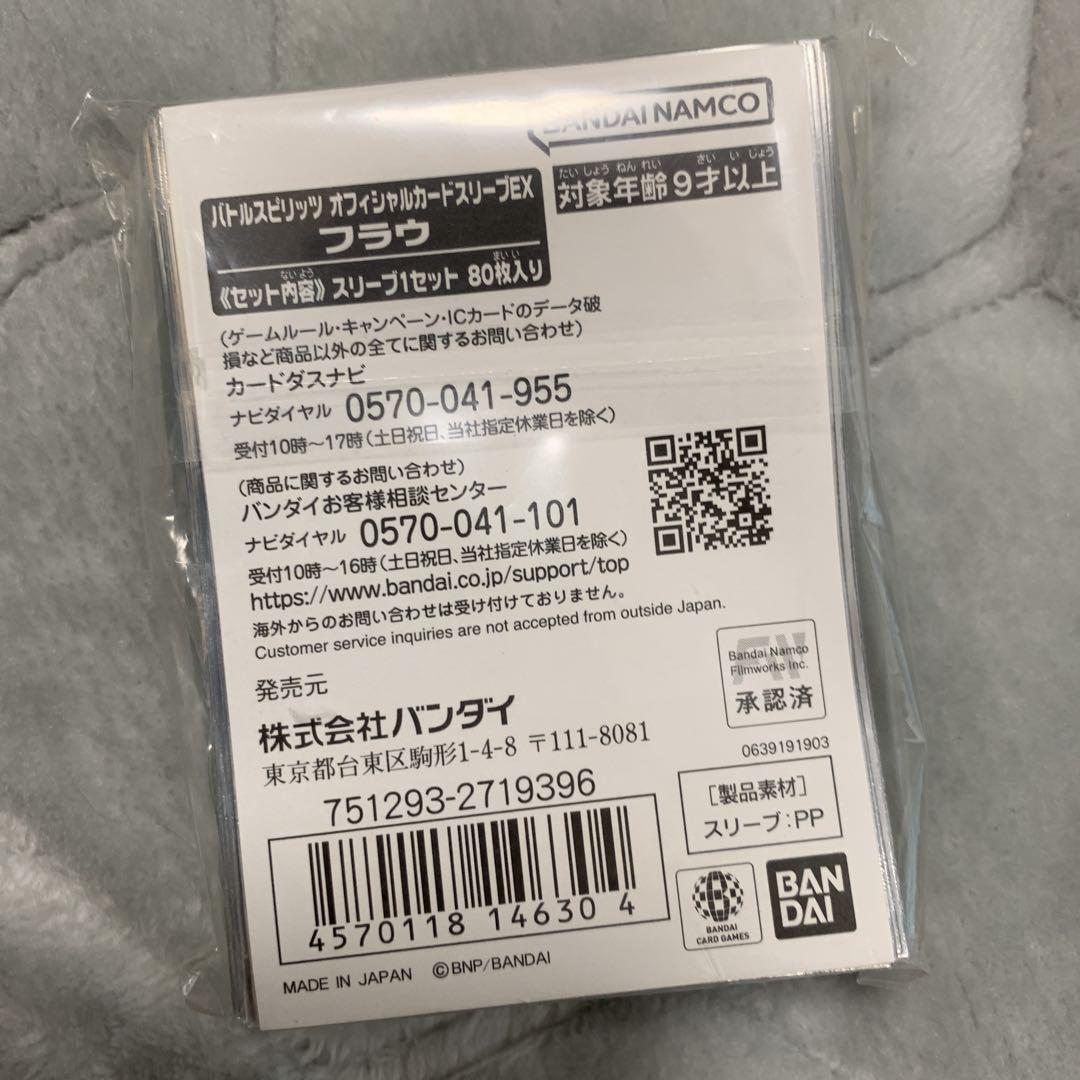 BANDAI NAMCO
たいしょうねんれい さいいじょう
対象年齢9才以上
バトルスピリッツ オフィシャルカードスリーブEX
フラウ
ないよう まいい
《セット内容》スリーブ1セット 80枚入り
(ゲームルール・キャンペーン・ICカードのデータ破
損など商品以外の全てに関するお問い合わせ)
カードダスナビ
ナビダイヤル 0570-041-955
受付10時~17時(土日祝日、当社指定休業日を除く)
(商品に関するお問い合わせ)
バンダイお客様相談センター
ナビダイヤル 0570-041-101
受付10時~16時(土日祝日、当社指定休業日を除く)
https://www.bandai.co.jp/support/top
海外からのお問い合わせは受け付けておりません。
Customer service inquiries are not accepted from outside Japan.
FW
Bandai Namco
Filmworks Inc.
承認済
発売元
株式会社バンダイ
東京都台東区駒形1-4-8 〒111-8081
0639191903
751293-2719396
[製品素材]
スリーブ:PP
4570118 146304
BANDAI
CARD GAMES
BAN
DAI
MADE IN JAPAN ©BNP/BANDAI